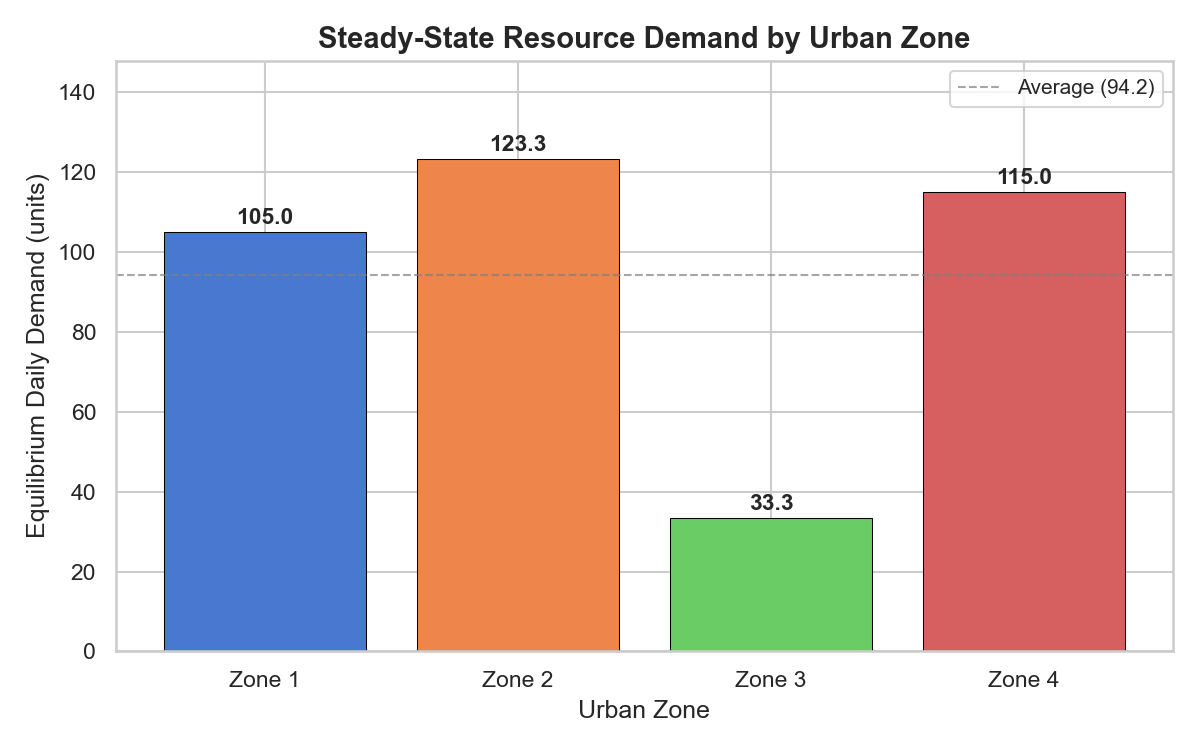 Steady-State Resource Demand by Urban Zone
Average (94.2)
Equilibrium Daily Demand (units)
140
120
100
80
60
40
20
0
105.0
123.3
33.3
115.0
Zone 1
Zone 2
Zone 3
Zone 4
Urban Zone